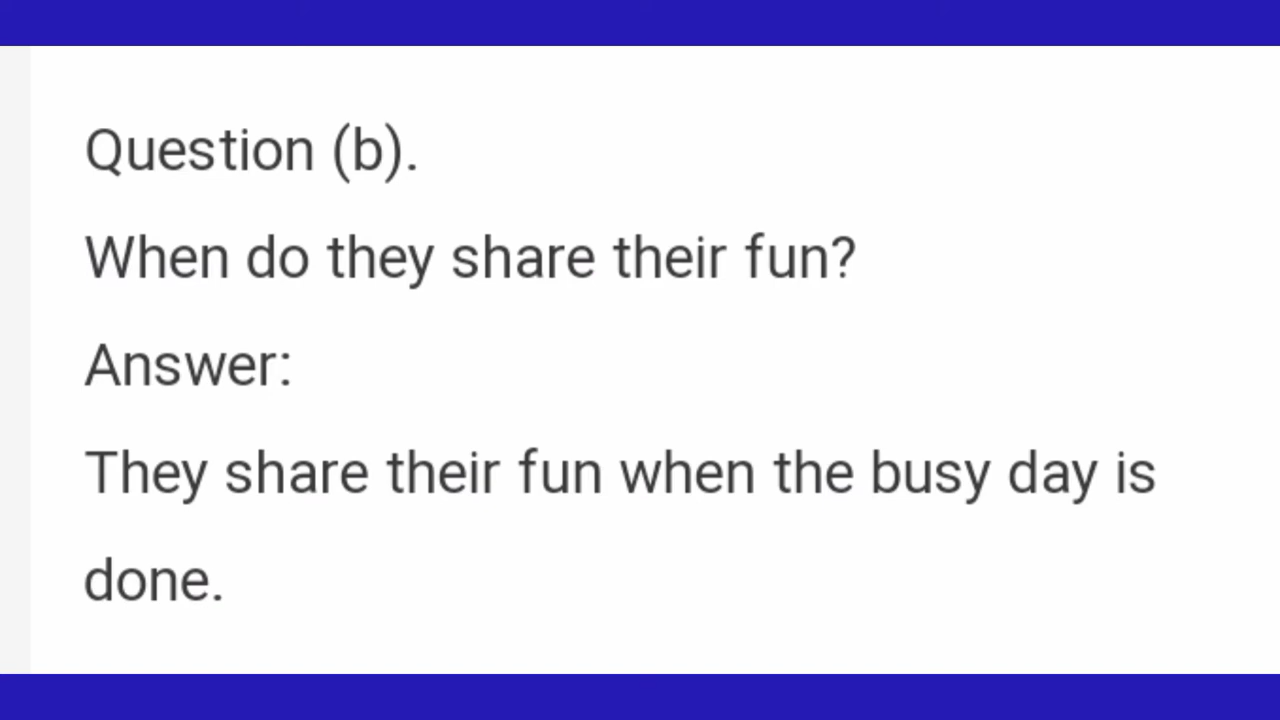 Question (b).
When do they share their fun?
Answer:
They share their fun when the busy day is
done.